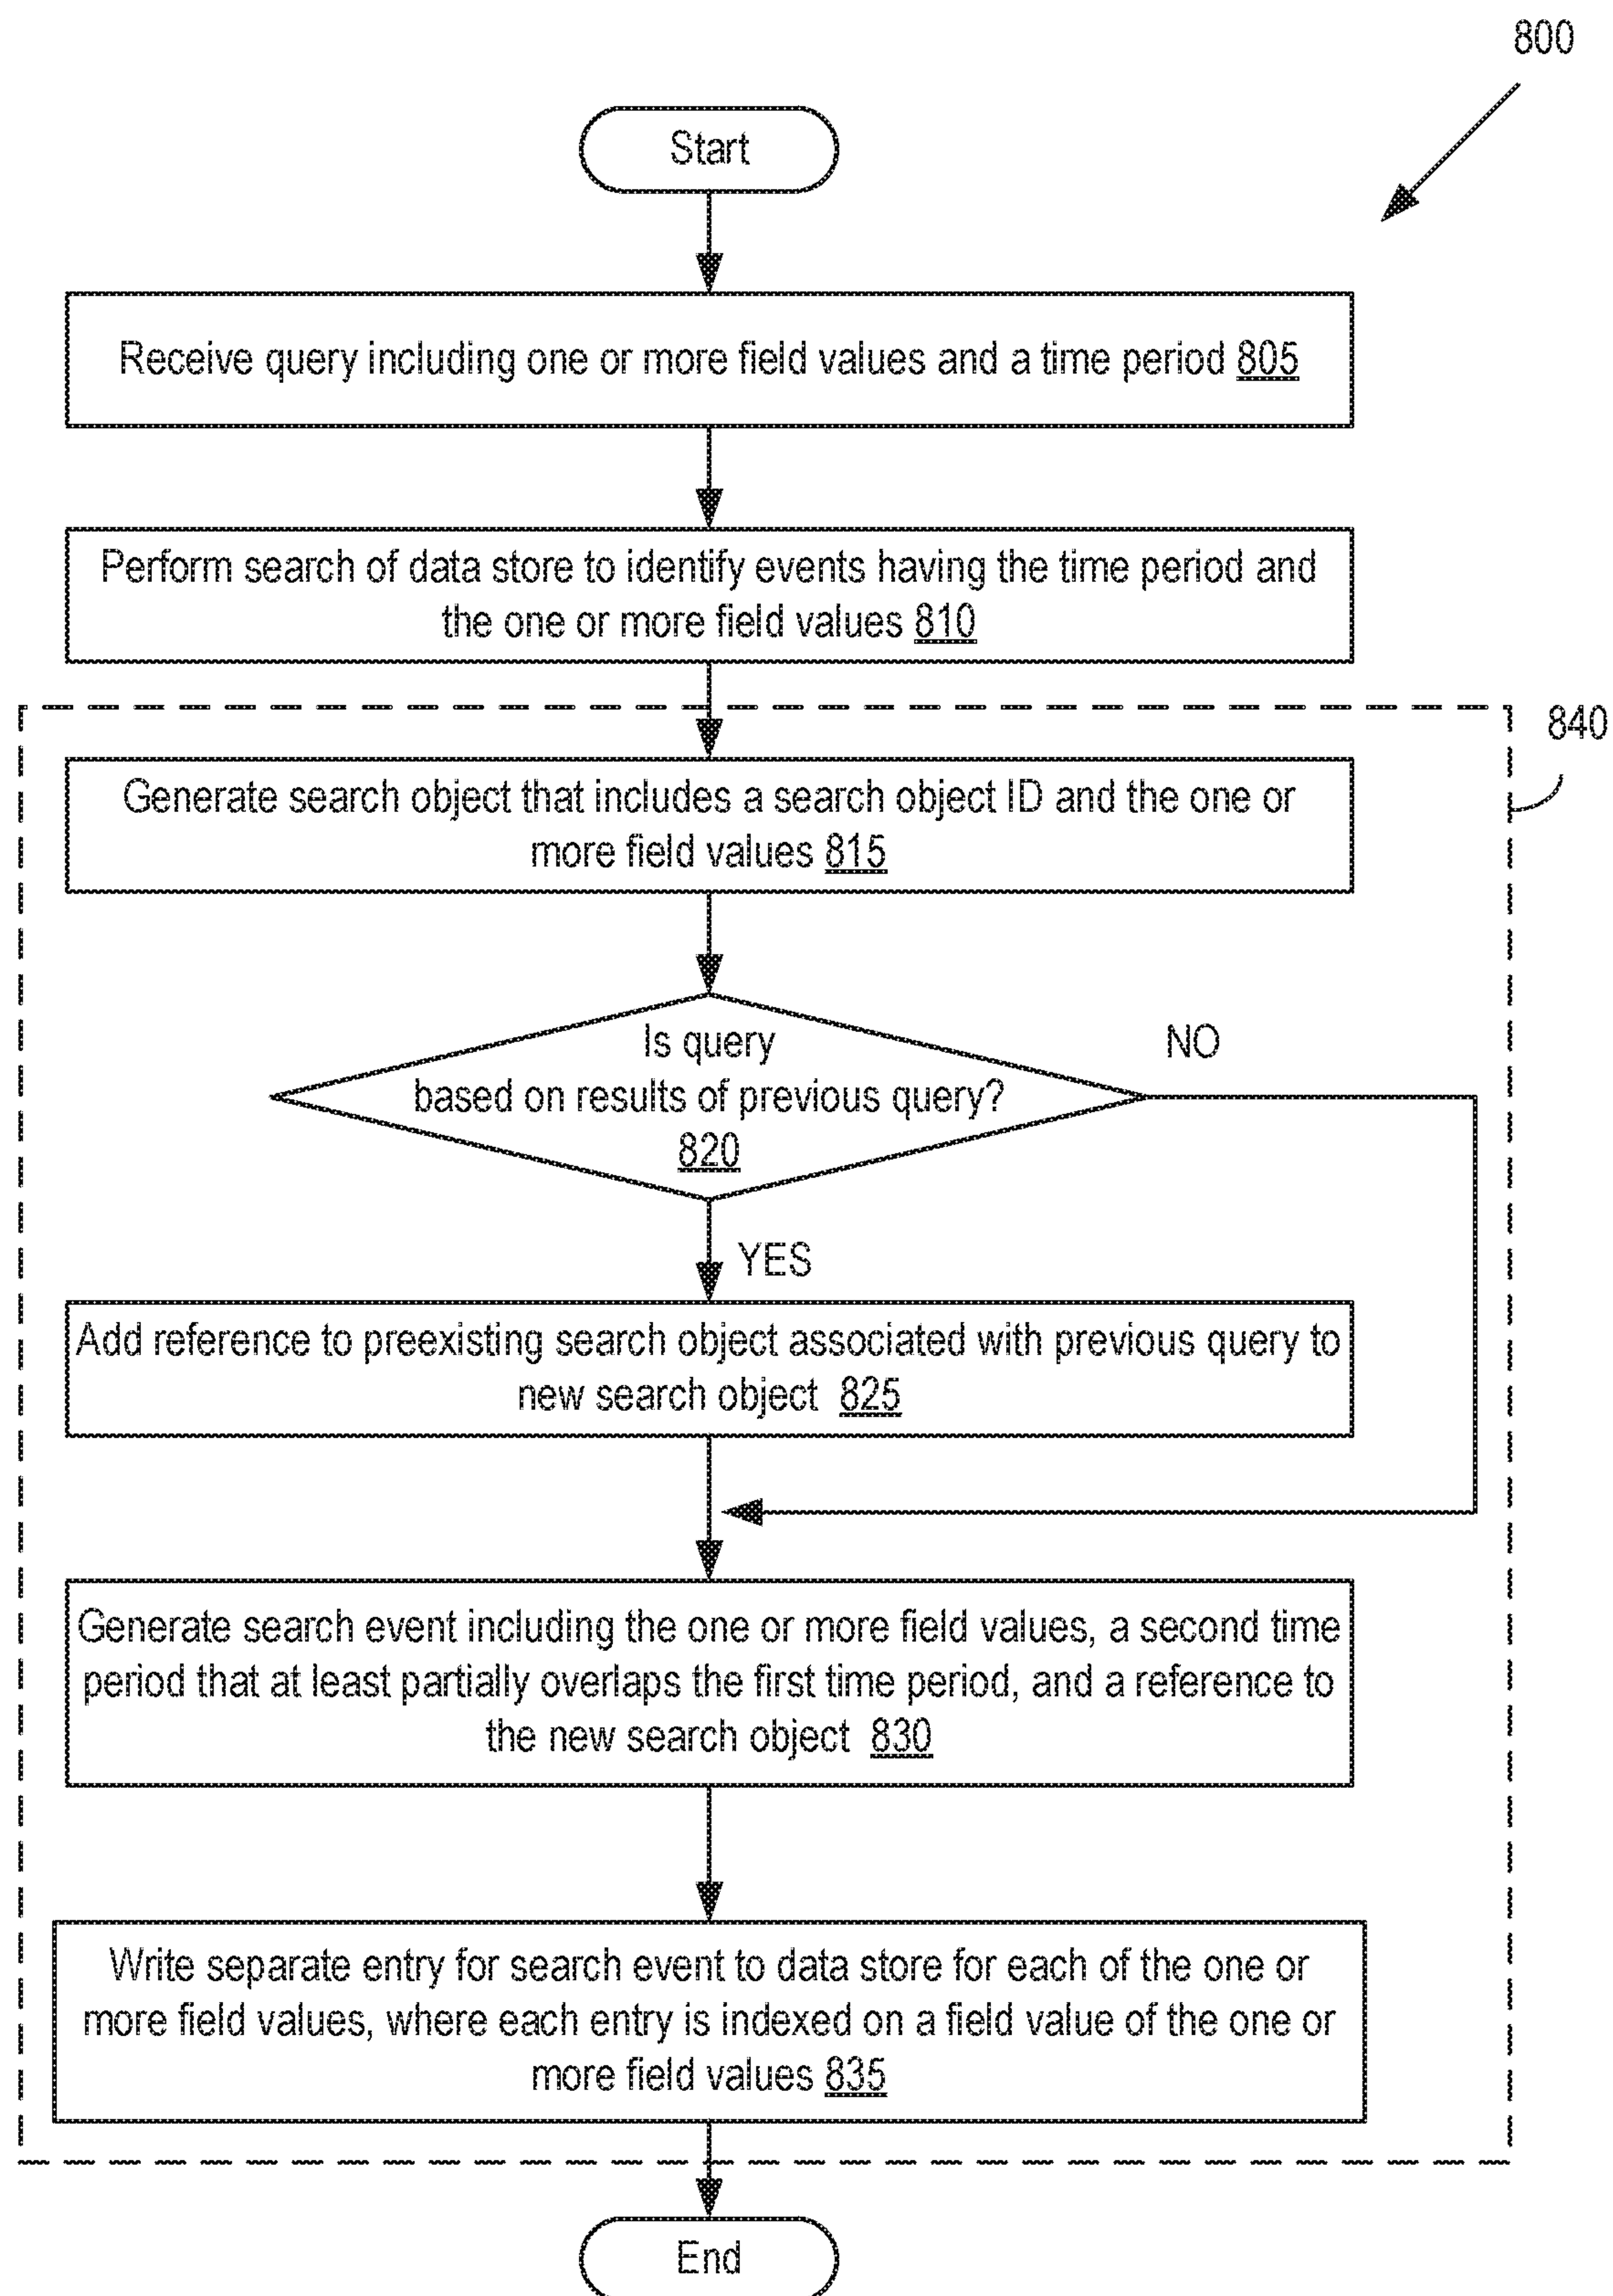 800
Start
Receive query including one or more field values and a time period 805
Perform search of data store to identify events having the time period and
the one or more field values 810
840
Generate search object that includes a search object ID and the one or
more field values 815
Is query
NO
based on results of previous query?
820
YES
Add reference to preexisting search object associated with previous query to
new search object 825
Generate search event including the one or more field values, a second time
period that at least partially overlaps the first time period, and a reference to
the new search object 830
Write separate entry for search event to data store for each of the one or
more field values, where each entry is indexed on a field value of the one or
more field values 835
End